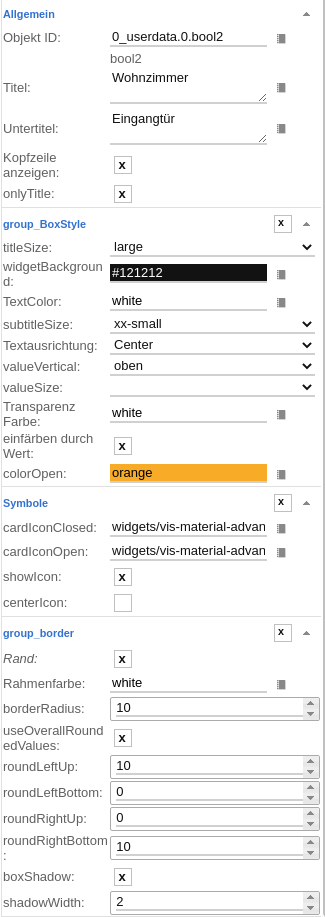 Allgemein
Objekt ID: 0_userdata.0.bool2
bool2
Titel: Wohnzimmer
Untertitel: Eingangtür
Kopfzeile
anzeigen: x
onlyTitle: x
group_BoxStyle x
titleSize: large
widgetBackgroun
d: #121212
TextColor: white
subtitleSize: xx-small
Textausrichtung: Center
valueVertical: oben
valueSize:
Transparenz
Farbe: white
einfärben durch
Wert: x
colorOpen: orange
Symbole x
cardIconClosed: widgets/vis-material-advan
cardIconOpen: widgets/vis-material-advan
showIcon: x
centerIcon:
group_border x
Rand: x
Rahmenfarbe: white
borderRadius: 10
useOverallRound
edValues: x
roundLeftUp: 10
roundLeftBottom: 0
roundRightUp: 0
roundRightBottom
: 10
boxShadow: x
shadowWidth: 2